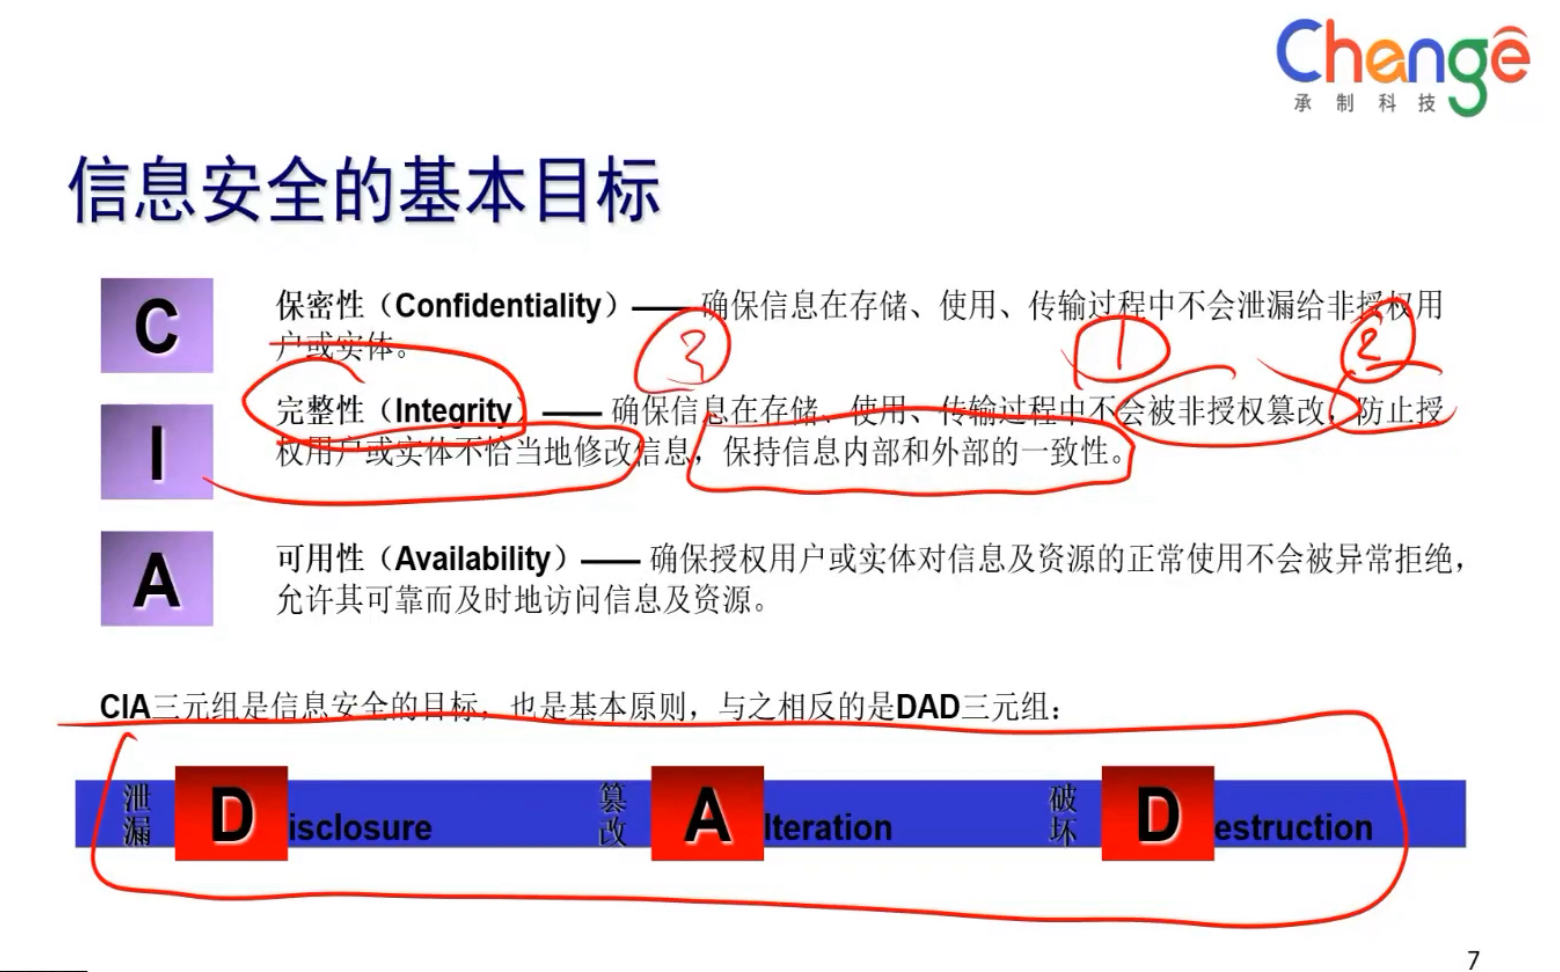 Change
承制科技
信息安全的基本目标
C
保密性（Confidentiality）—— 确保信息在存储、使用、传输过程中不会泄漏给非授权用
户或实体。
3
1
2
I
完整性（Integrity）—— 确保信息在存储、使用、传输过程中不会被非授权篡改，防止授
权用户或实体不恰当地修改信息，保持信息内部和外部的一致性。
A
可用性（Availability）—— 确保授权用户或实体对信息及资源的正常使用不会被异常拒绝，
允许其可靠而及时地访问信息及资源。
CIA三元组是信息安全的目标，也是基本原则，与之相反的是DAD三元组：
泄漏 Disclosure 篡改 Alteration 破坏 Destruction
7